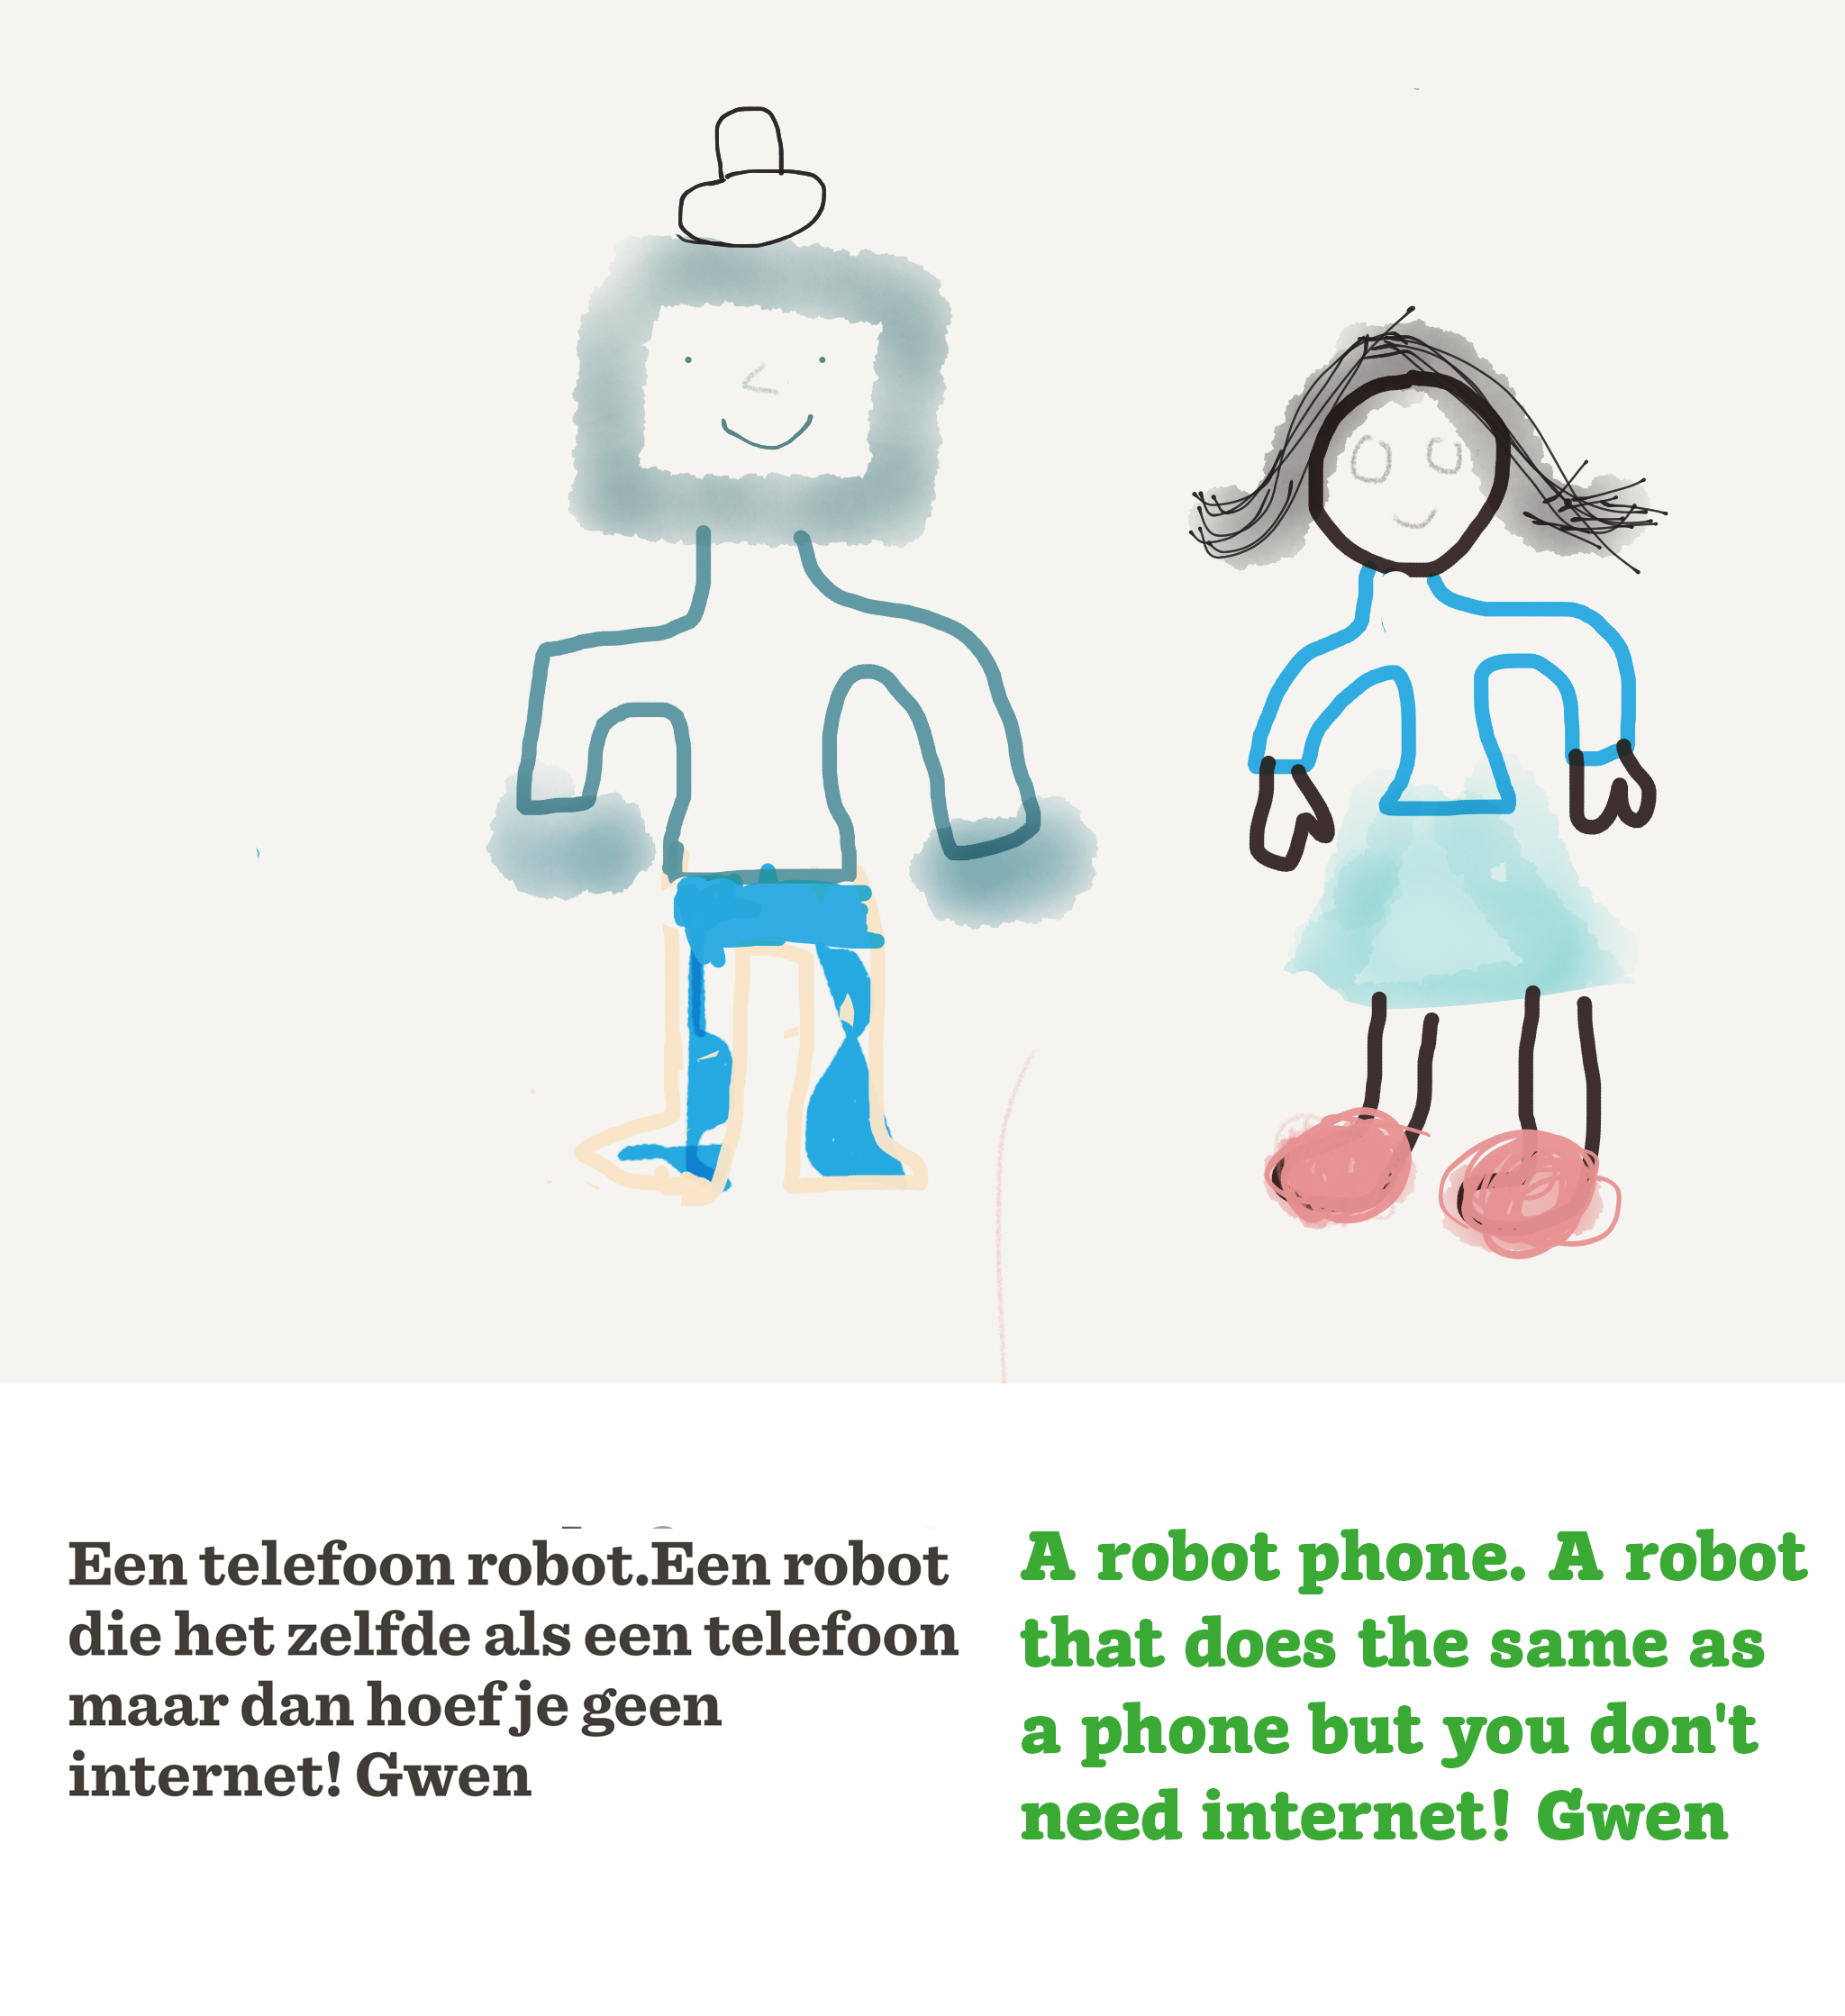 Een telefoon robot.Een robot
die het zelfde als een telefoon
maar dan hoef je geen
internet! Gwen
A robot phone. A robot
that does the same as
a phone but you don't
need internet! Gwen